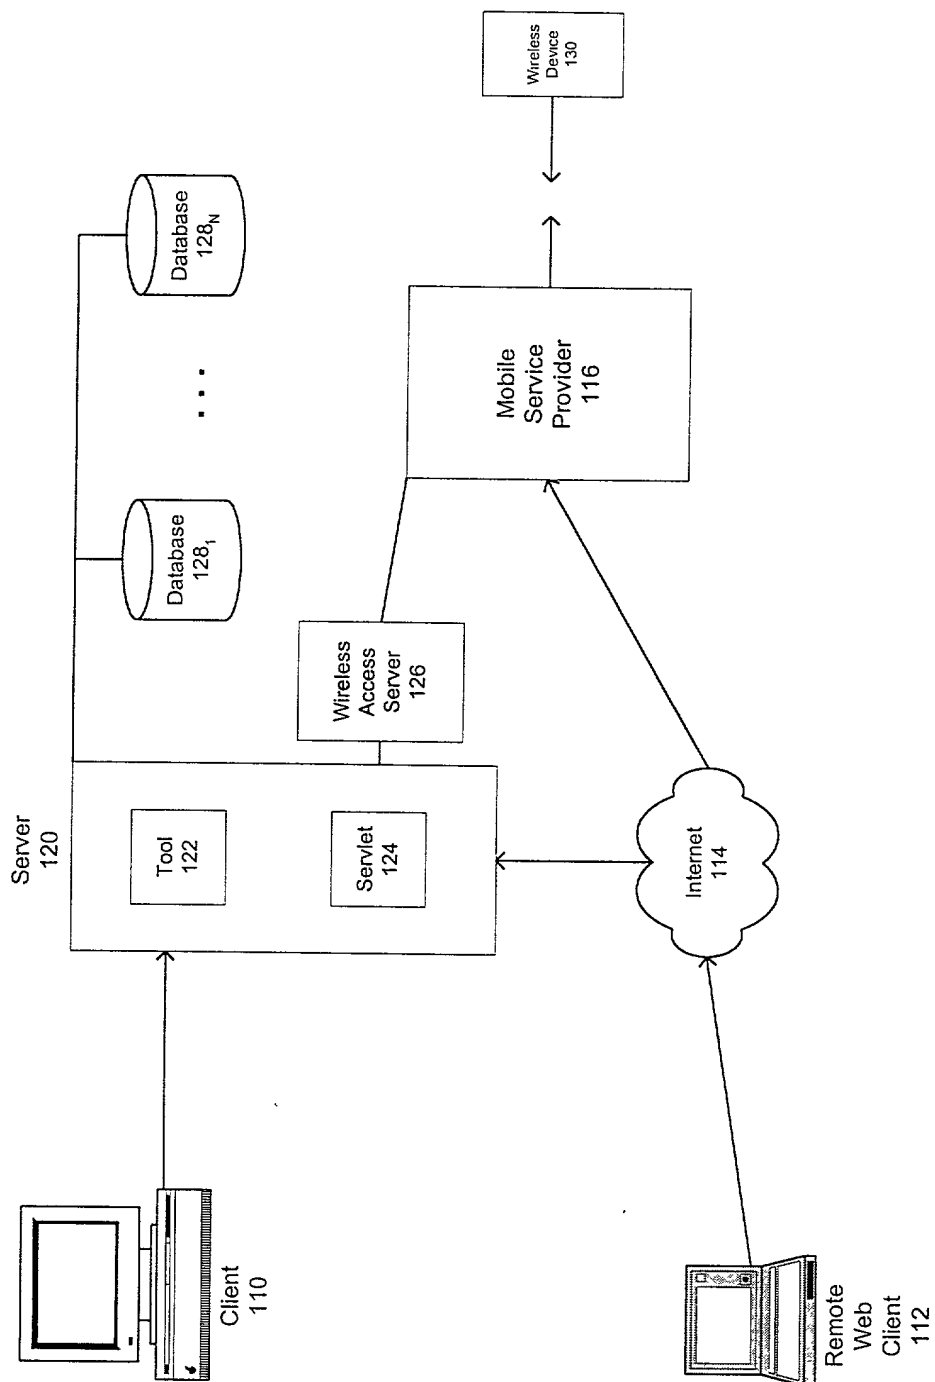 Server
120
Tool
122
Servlet
124
Database
128₁
. . .
Database
128N
Wireless
Access
Server
126
Mobile
Service
Provider
116
Wireless
Device
130
Client
110
Internet
114
Remote
Web
Client
112